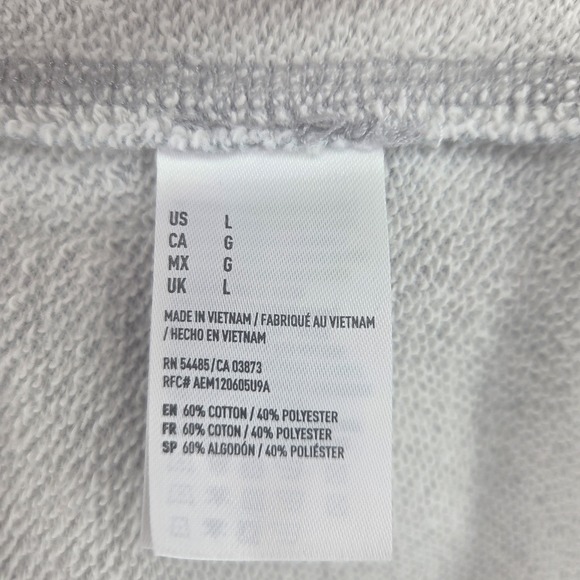 US L
CA G
MX G
UK L
MADE IN VIETNAM / FABRIQUÉ AU VIETNAM
/ HECHO EN VIETNAM
RN 54485/CA 03873
RFC# AEM120605U9A
EN 60% COTTON / 40% POLYESTER
FR 60% COTON / 40% POLYESTER
SP 60% ALGODÓN / 40% POLIÉSTER